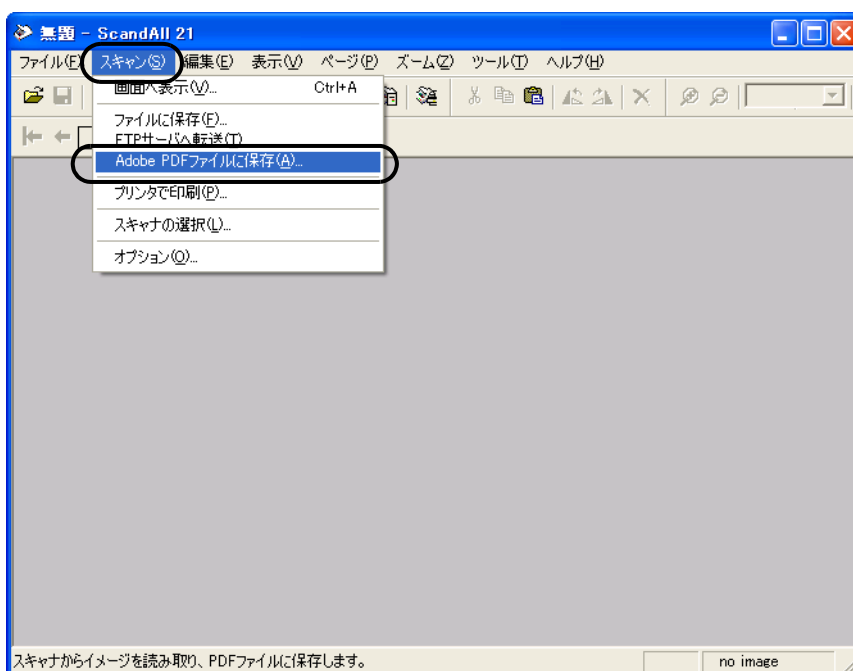 無題 - ScandAll 21
ファイル(F) スキャン(S) 編集(E) 表示(V) ページ(P) ズーム(Z) ツール(T) ヘルプ(H)
画面へ表示(V)... Ctrl+A
ファイルに保存(F)...
FTPサーバへ転送(T)
Adobe PDFファイルに保存(A)...
プリンタで印刷(P)...
スキャナの選択(L)...
オプション(O)...
スキャナからイメージを読み取り、PDFファイルに保存します。 no image